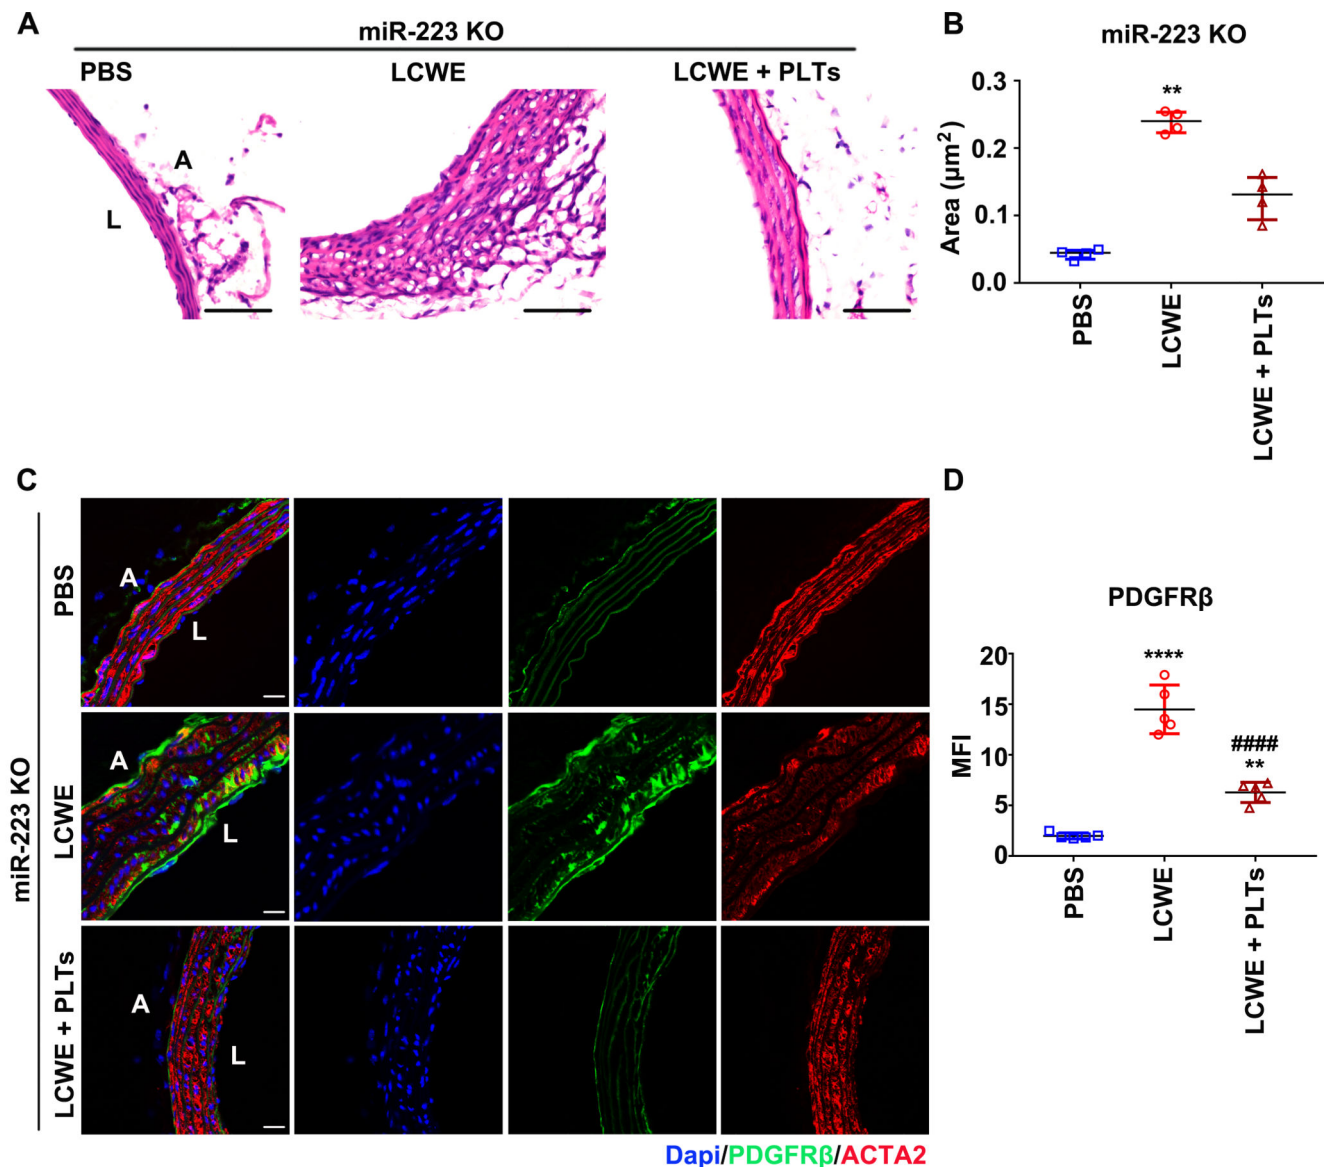 A
miR-223 KO
PBS
LCWE
LCWE + PLTs
A
L
B
miR-223 KO
Area (µm²)
0.3
0.2
0.1
0.0
**
PBS
LCWE
LCWE + PLTs
C
miR-223 KO
PBS
A
L
LCWE
A
L
LCWE + PLTs
A
L
Dapi/PDGFRβ/ACTA2
D
PDGFRβ
MFI
20
15
10
5
0
****
####
**
PBS
LCWE
LCWE + PLTs